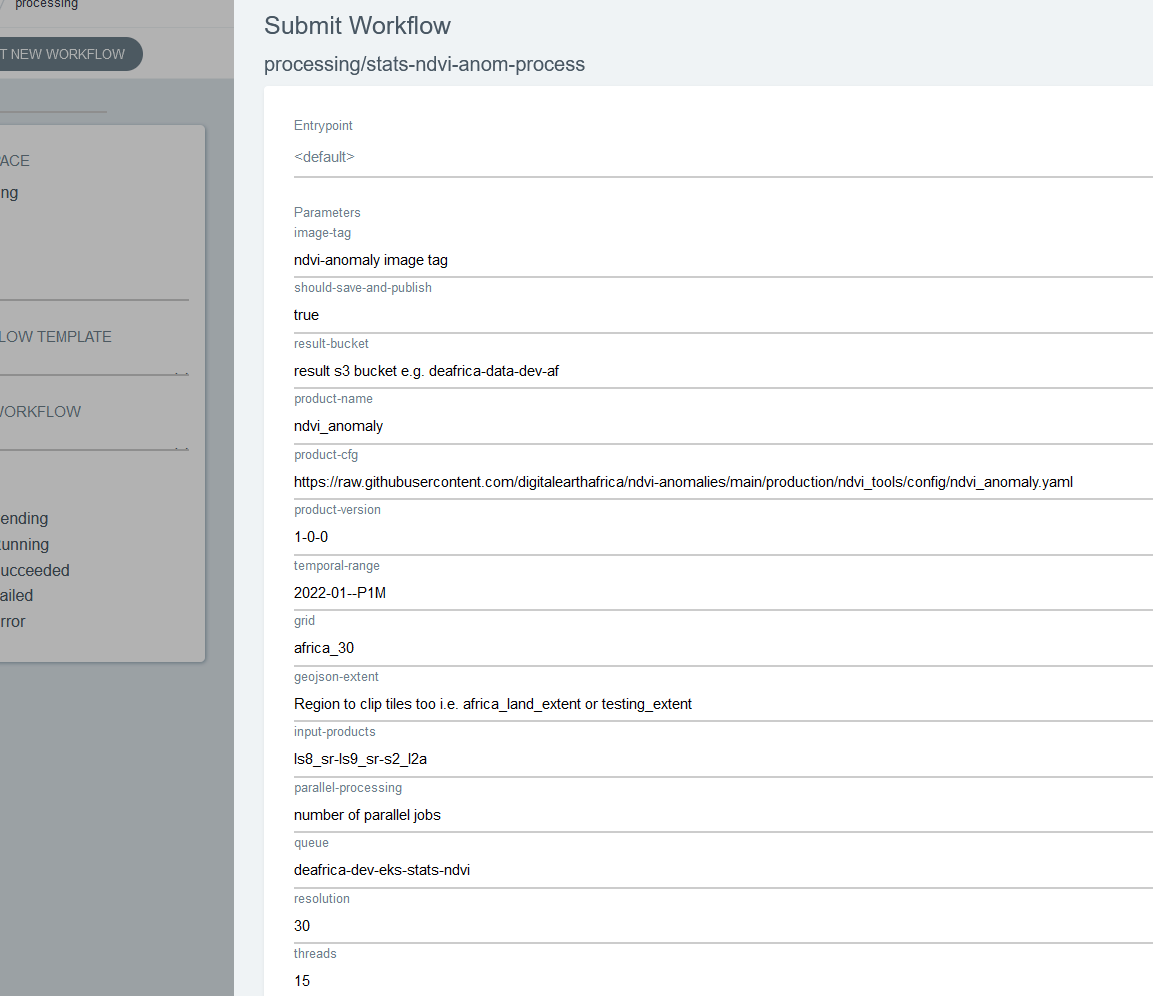 processing
T NEW WORKFLOW
ACE
ng
LOW TEMPLATE
WORKFLOW
ending
unning
ucceeded
ailed
rror
Submit Workflow
processing/stats-ndvi-anom-process
Entrypoint
<default>
Parameters
image-tag
ndvi-anomaly image tag
should-save-and-publish
true
result-bucket
result s3 bucket e.g. deafrica-data-dev-af
product-name
ndvi_anomaly
product-cfg
https://raw.githubusercontent.com/digitalearthafrica/ndvi-anomalies/main/production/ndvi_tools/config/ndvi_anomaly.yaml
product-version
1-0-0
temporal-range
2022-01--P1M
grid
africa_30
geojson-extent
Region to clip tiles too i.e. africa_land_extent or testing_extent
input-products
ls8_sr-ls9_sr-s2_l2a
parallel-processing
number of parallel jobs
queue
deafrica-dev-eks-stats-ndvi
resolution
30
threads
15